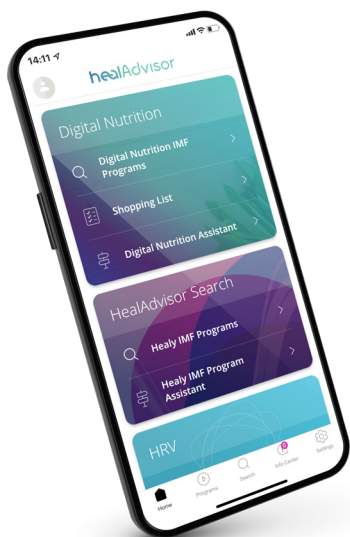 14:11
healAdvisor
Digital Nutrition
Digital Nutrition IMF
Programs
Shopping List
Digital Nutrition Assistant
HealAdvisor Search
Healy IMF Programs
Healy IMF Program
Assistant
HRV
Home
Programs
Search
Info Center
Settings